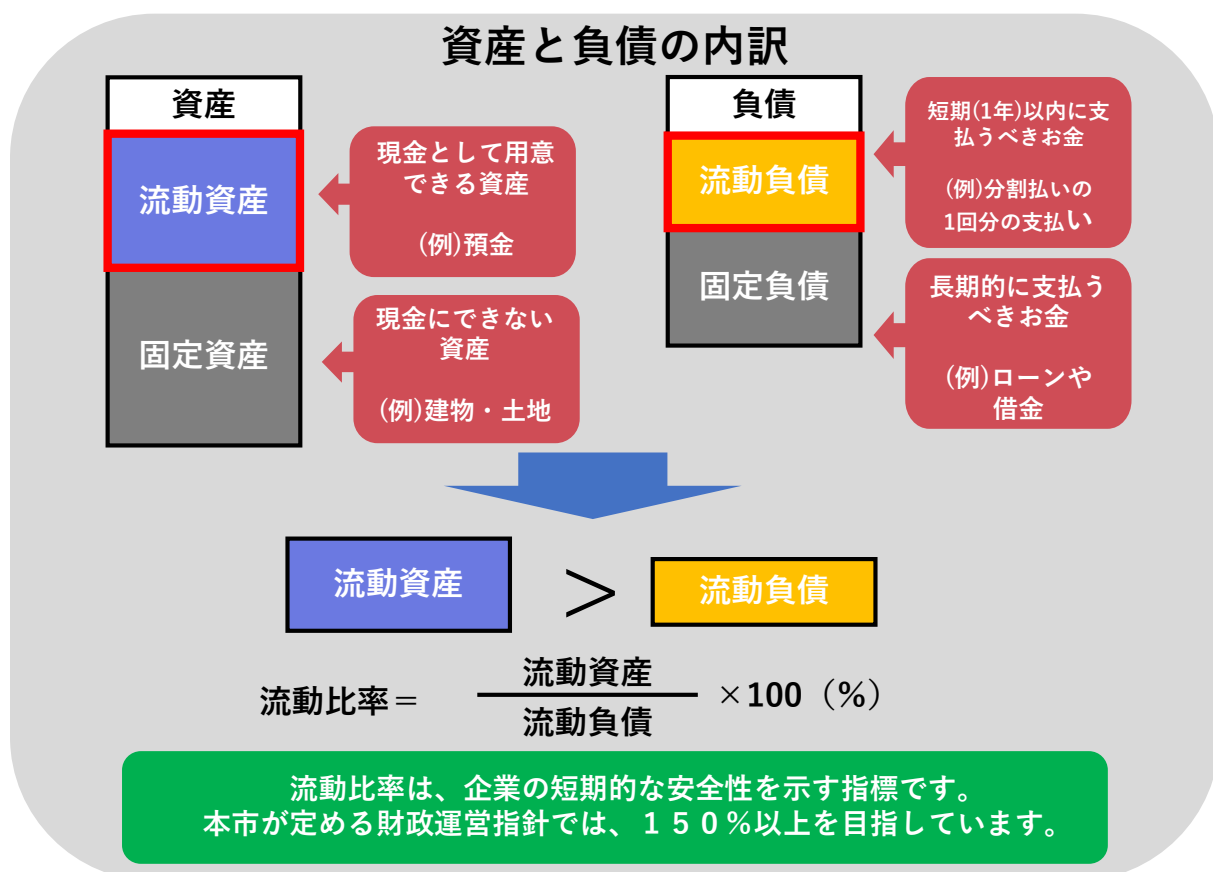 資産と負債の内訳
資産
流動資産
固定資産
現金として用意
できる資産
(例)預金
現金にできない
資産
(例)建物・土地
負債
流動負債
固定負債
短期(1年)以内に支
払うべきお金
(例)分割払いの
1回分の支払い
長期的に支払う
べきお金
(例)ローンや
借金
流動資産
＞
流動負債
流動比率＝
流動資産
流動負債
×100（%）
流動比率は、企業の短期的な安全性を示す指標です。
本市が定める財政運営指針では、１５０%以上を目指しています。